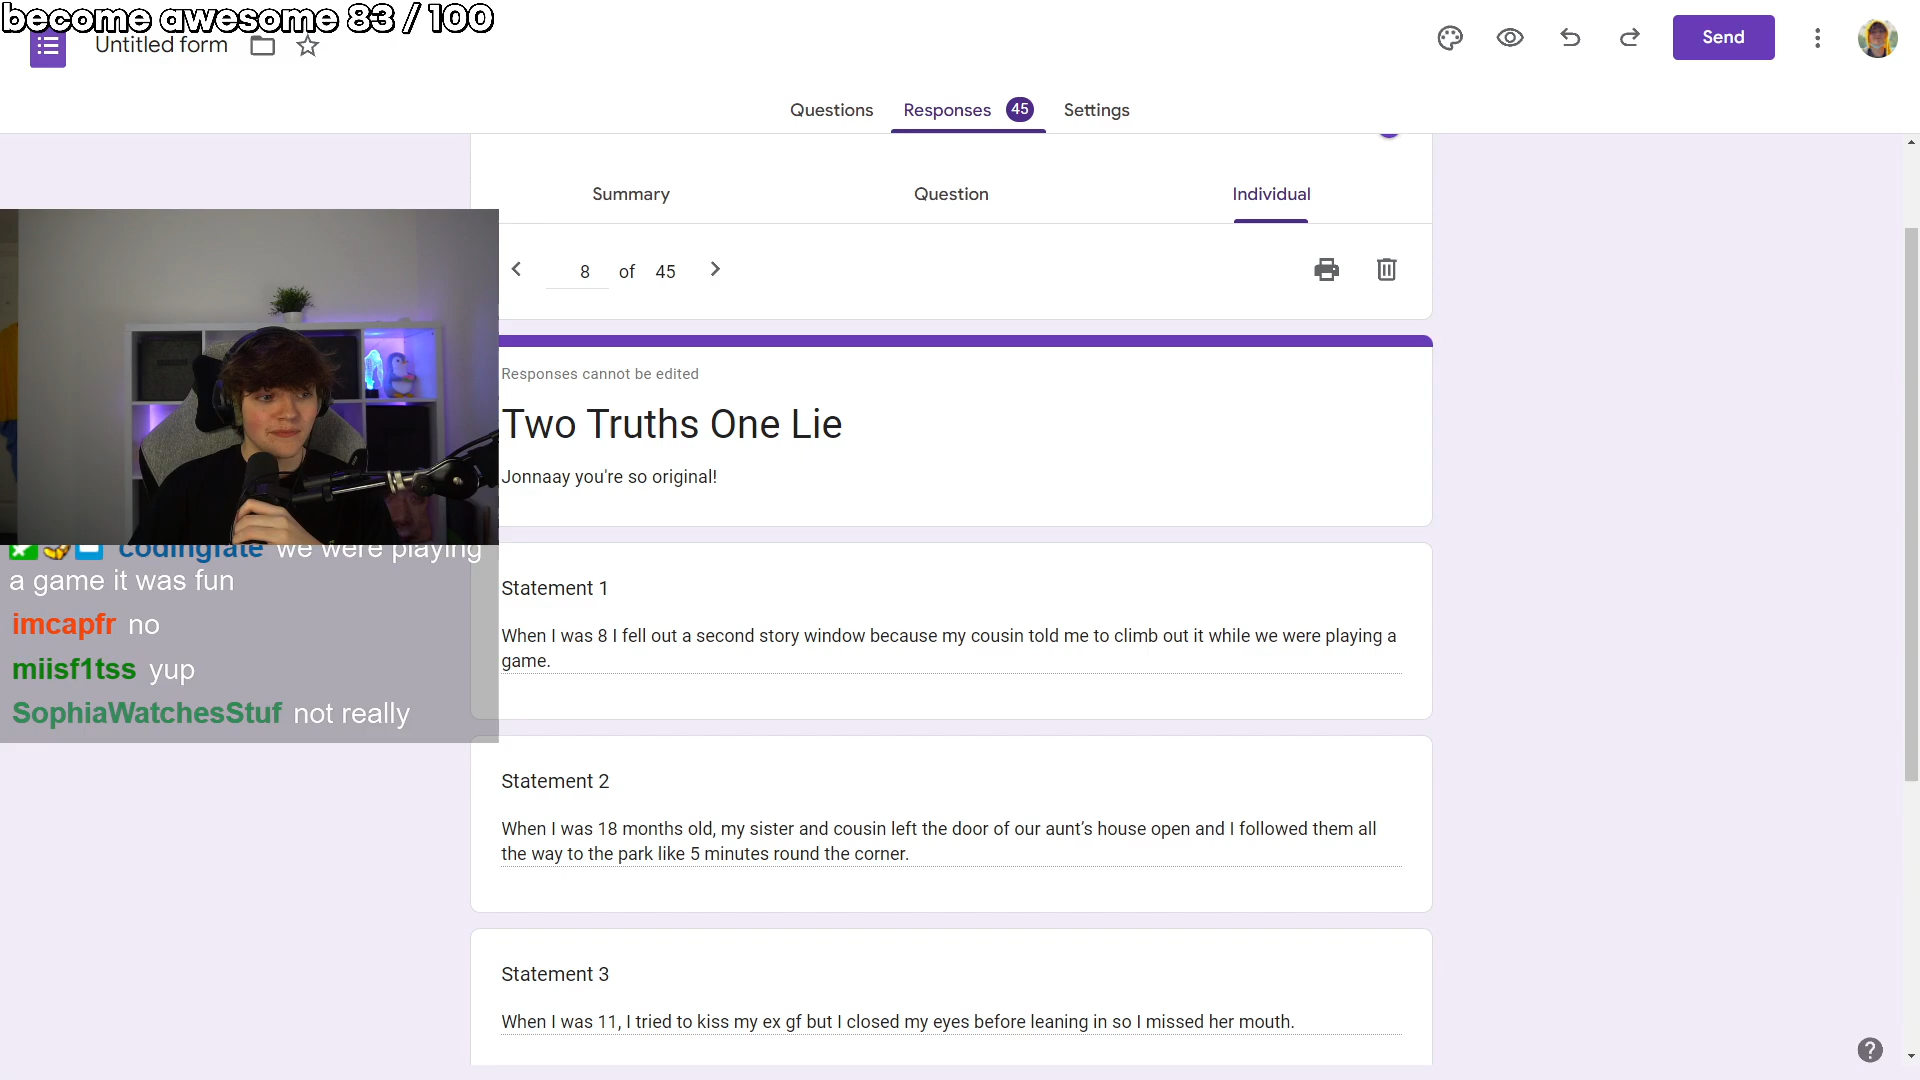 become awesome 83 / 100
Untitled form
Send
Questions
Responses 45
Settings
Summary
Question
Individual
8 of 45
Responses cannot be edited
Two Truths One Lie
Jonnaay you're so original!
codingfate we were playing
a game it was fun
imcapfr no
miisf1tss yup
SophiaWatchesStuf not really
Statement 1
When I was 8 I fell out a second story window because my cousin told me to climb out it while we were playing a
game.
Statement 2
When I was 18 months old, my sister and cousin left the door of our aunt’s house open and I followed them all
the way to the park like 5 minutes round the corner.
Statement 3
When I was 11, I tried to kiss my ex gf but I closed my eyes before leaning in so I missed her mouth.